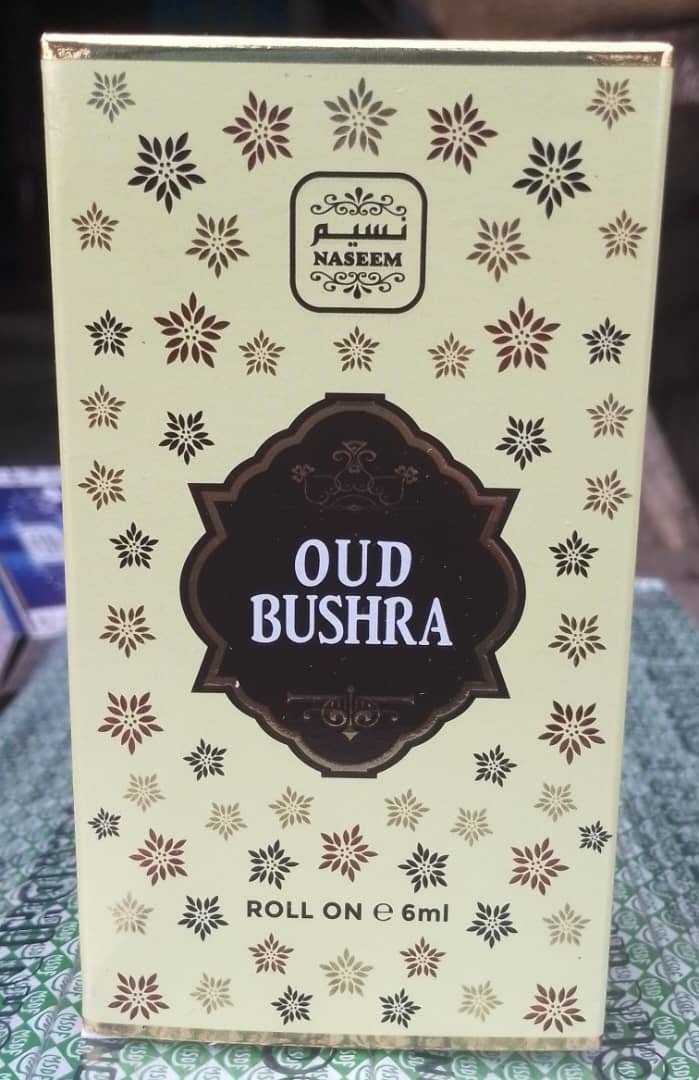 نسيم
NASEEM
OUD
BUSHRA
ROLL ON ℮ 6ml